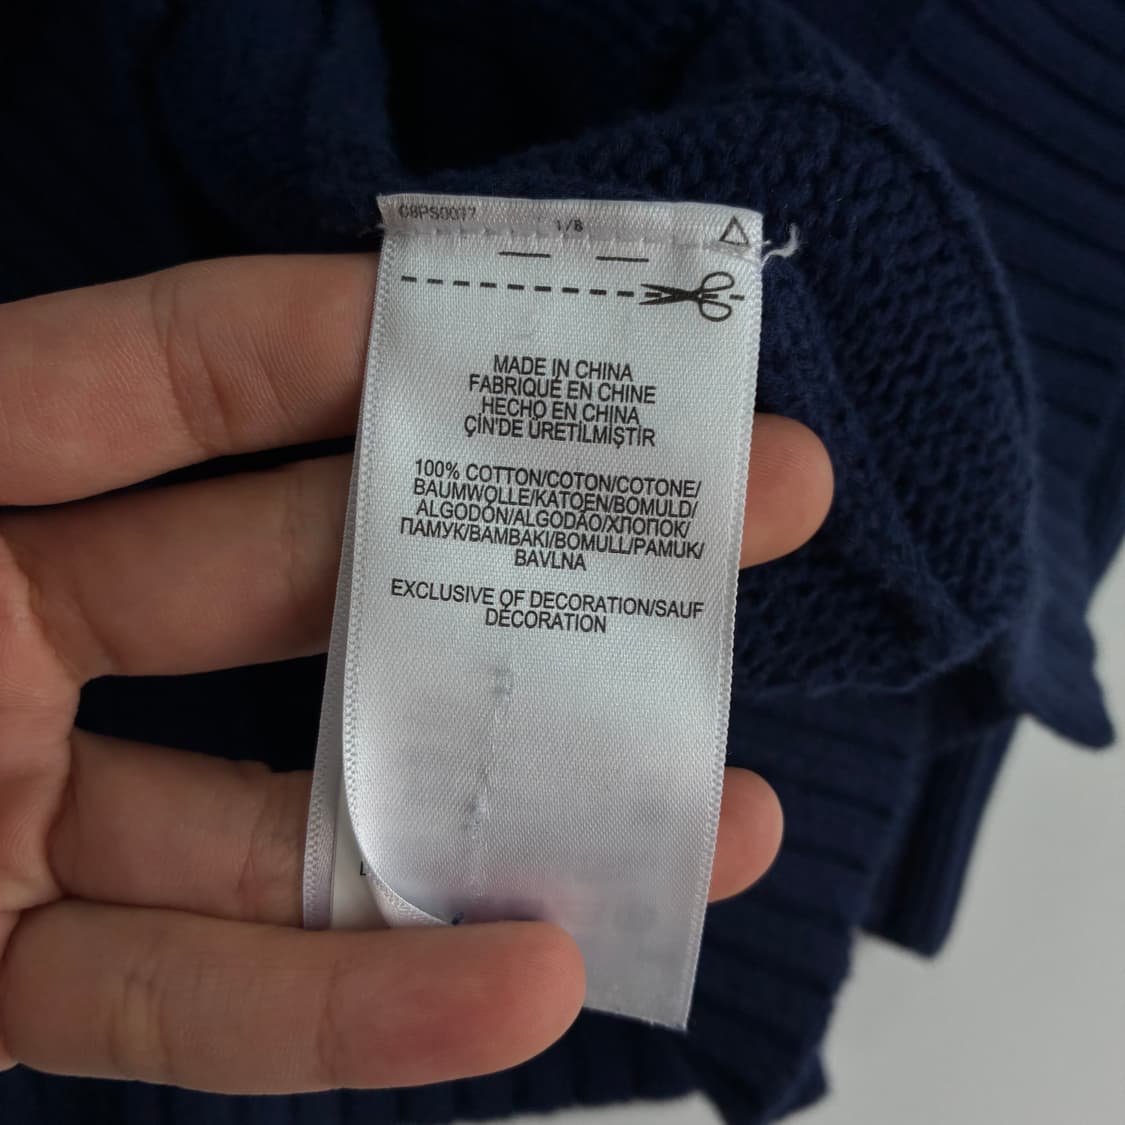 C8PS0077
1/8
MADE IN CHINA
FABRIQUÉ EN CHINE
HECHO EN CHINA
ÇİN'DE ÜRETİLMİŞTİR
100% COTTON/COTON/COTONE/
BAUMWOLLE/KATOEN/BOMULD/
ALGODÓN/ALGODÃO/ХЛОПОК/
ПАМУК/BAMBAKI/BOMULL/PAMUK/
BAVLNA
EXCLUSIVE OF DECORATION/SAUF
DÉCORATION